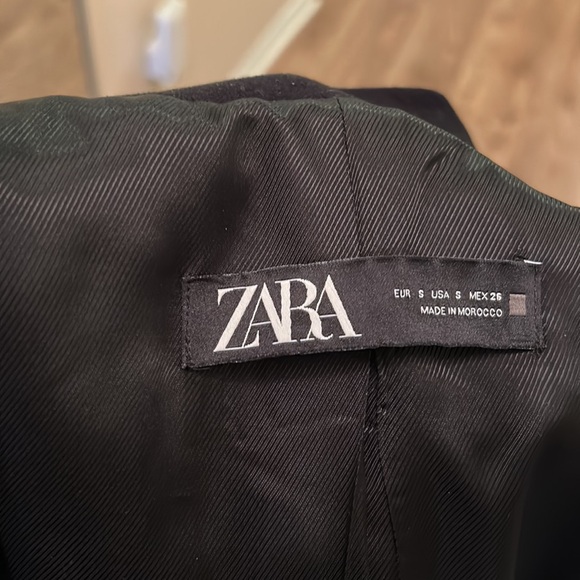 ZARA
EUR S USA S MEX 26
MADE IN MOROCCO